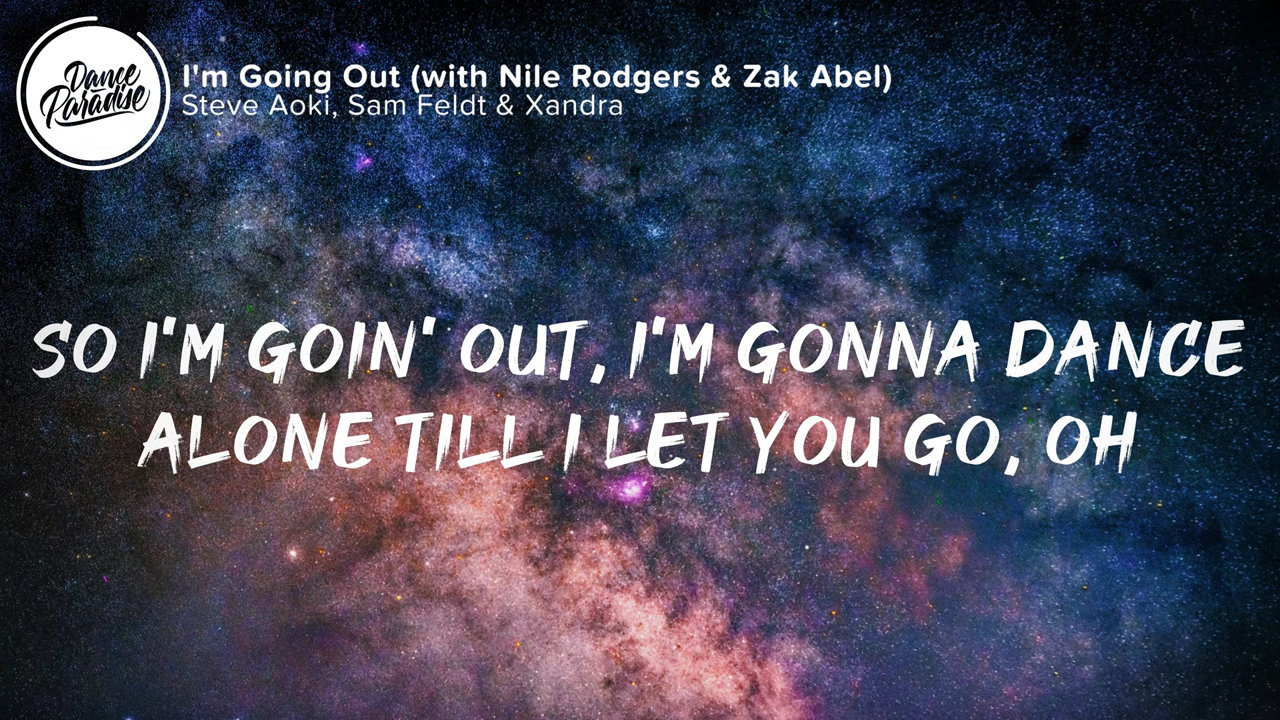 Dance
Paradise
I'm Going Out (with Nile Rodgers & Zak Abel)
Steve Aoki, Sam Feldt & Xandra
SO I'M GOIN' OUT, I'M GONNA DANCE
ALONE TILL I LET YOU GO, OH